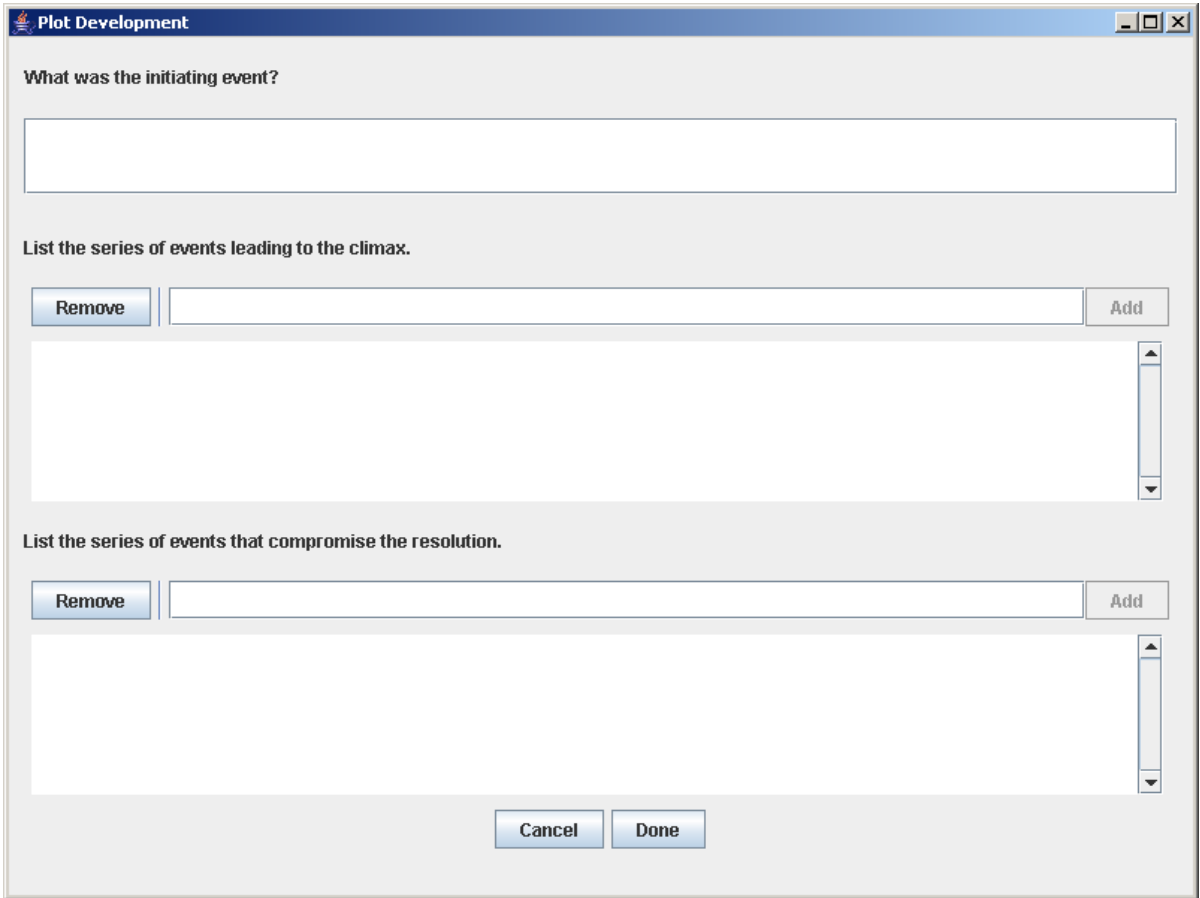 Plot Development
What was the initiating event?
List the series of events leading to the climax.
Remove Add
List the series of events that compromise the resolution.
Remove Add
Cancel Done